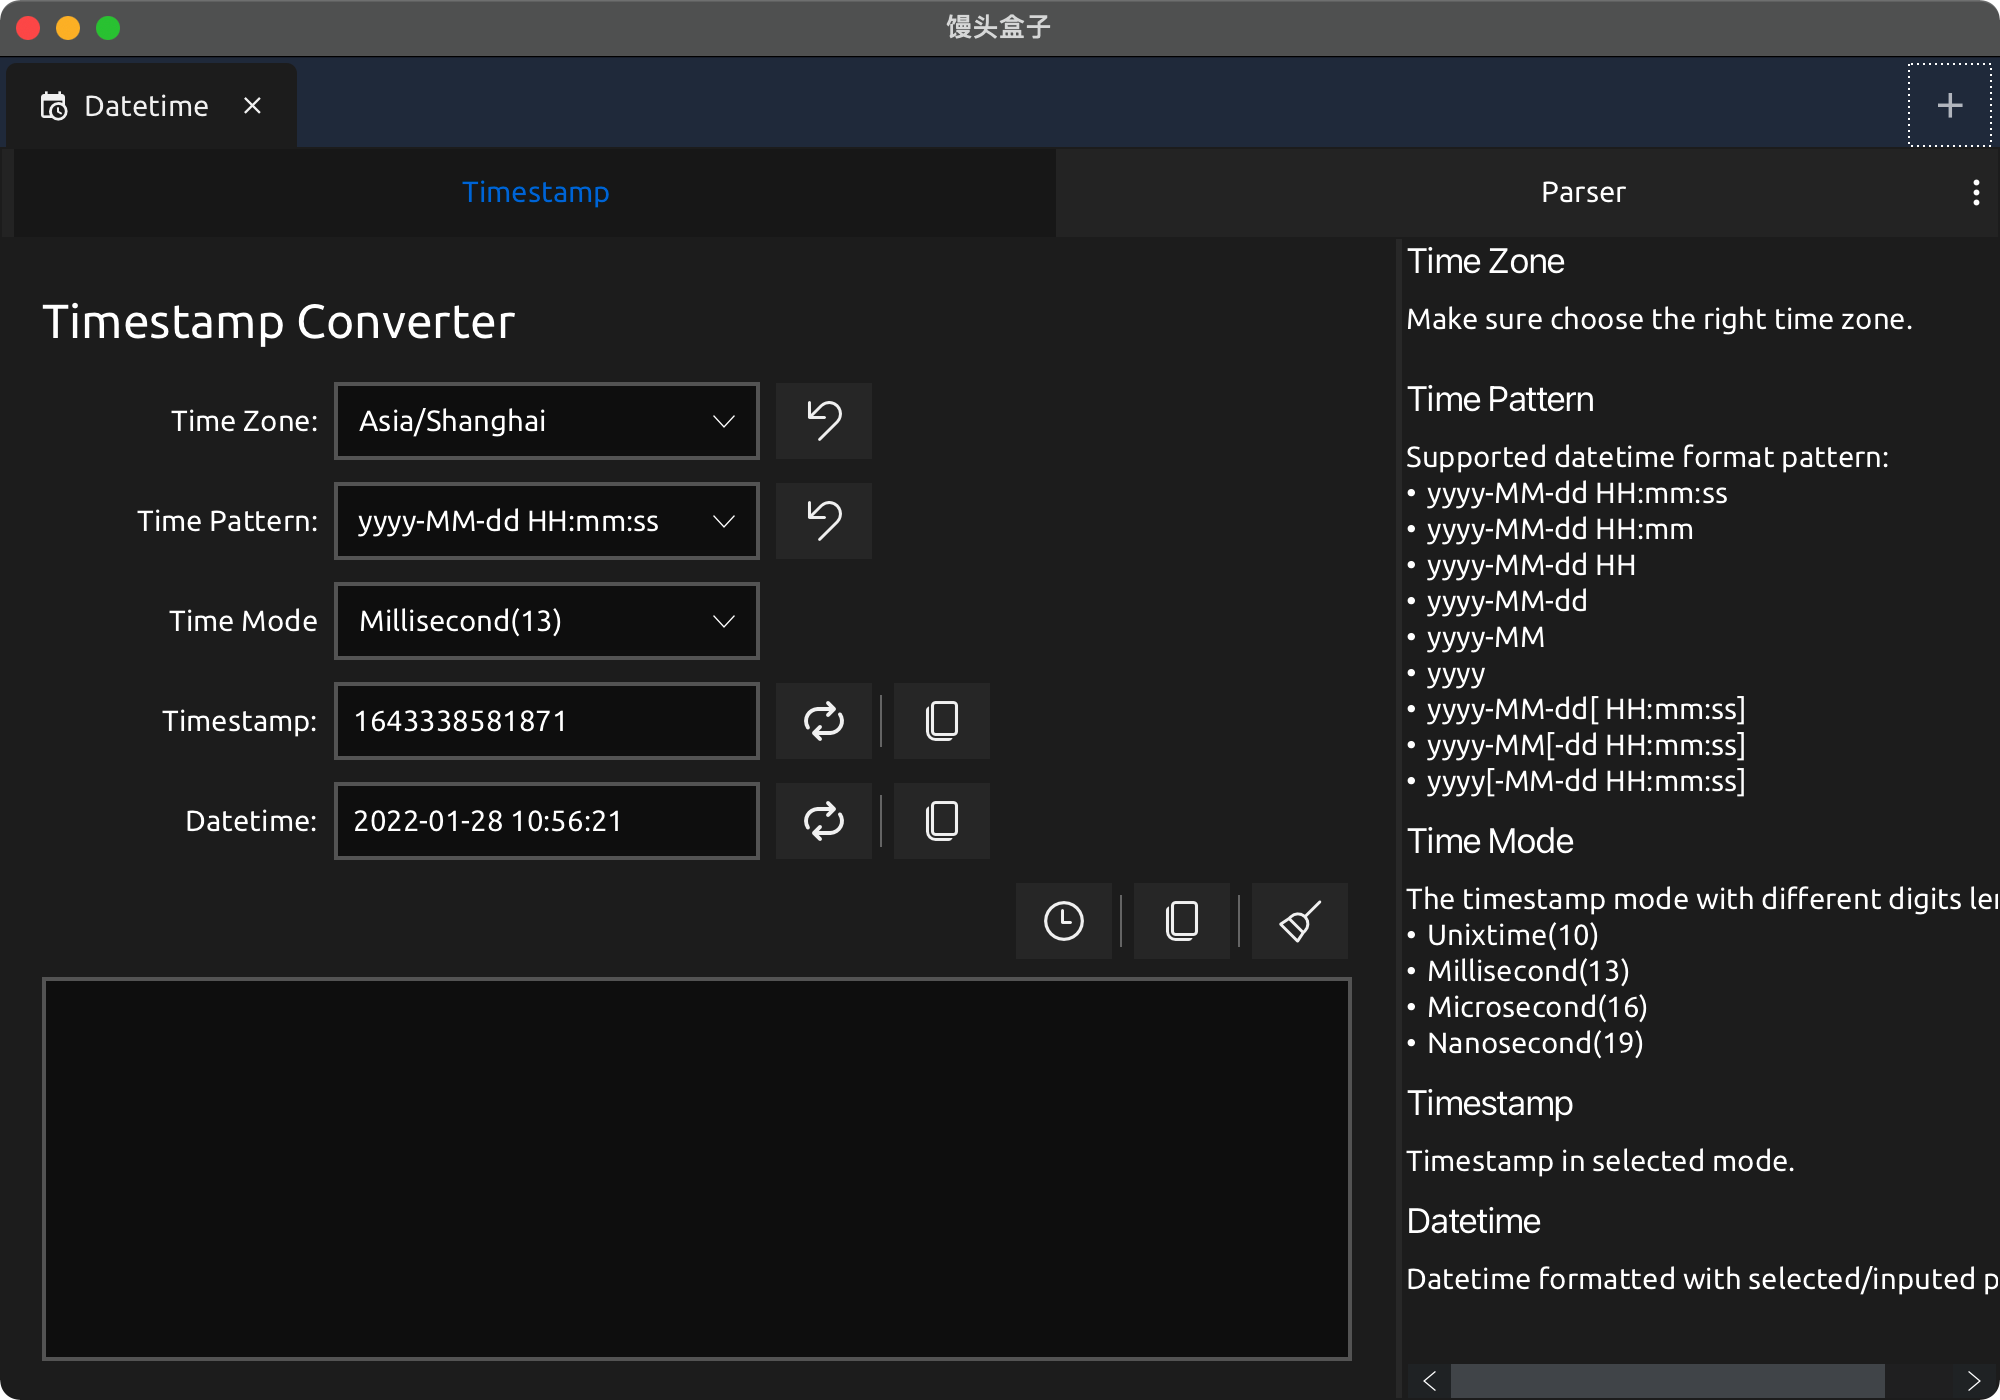 馒头盒子
Datetime
Timestamp
Parser
Timestamp Converter
Time Zone:
Asia/Shanghai
Time Pattern:
yyyy-MM-dd HH:mm:ss
Time Mode
Millisecond(13)
Timestamp:
1643338581871
Datetime:
2022-01-28 10:56:21
Time Zone
Make sure choose the right time zone.
Time Pattern
Supported datetime format pattern:
• yyyy-MM-dd HH:mm:ss
• yyyy-MM-dd HH:mm
• yyyy-MM-dd HH
• yyyy-MM-dd
• yyyy-MM
• yyyy
• yyyy-MM-dd[ HH:mm:ss]
• yyyy-MM[-dd HH:mm:ss]
• yyyy[-MM-dd HH:mm:ss]
Time Mode
The timestamp mode with different digits
• Unixtime(10)
• Millisecond(13)
• Microsecond(16)
• Nanosecond(19)
Timestamp
Timestamp in selected mode.
Datetime
Datetime formatted with selected/inputed